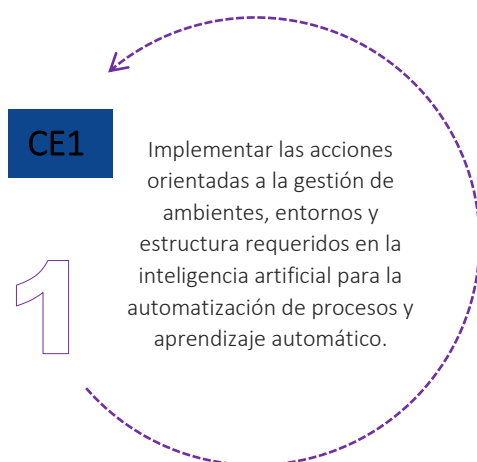 CE1
1
Implementar las acciones
orientadas a la gestión de
ambientes, entornos y
estructura requeridos en la
inteligencia artificial para la
automatización de procesos y
aprendizaje automático.